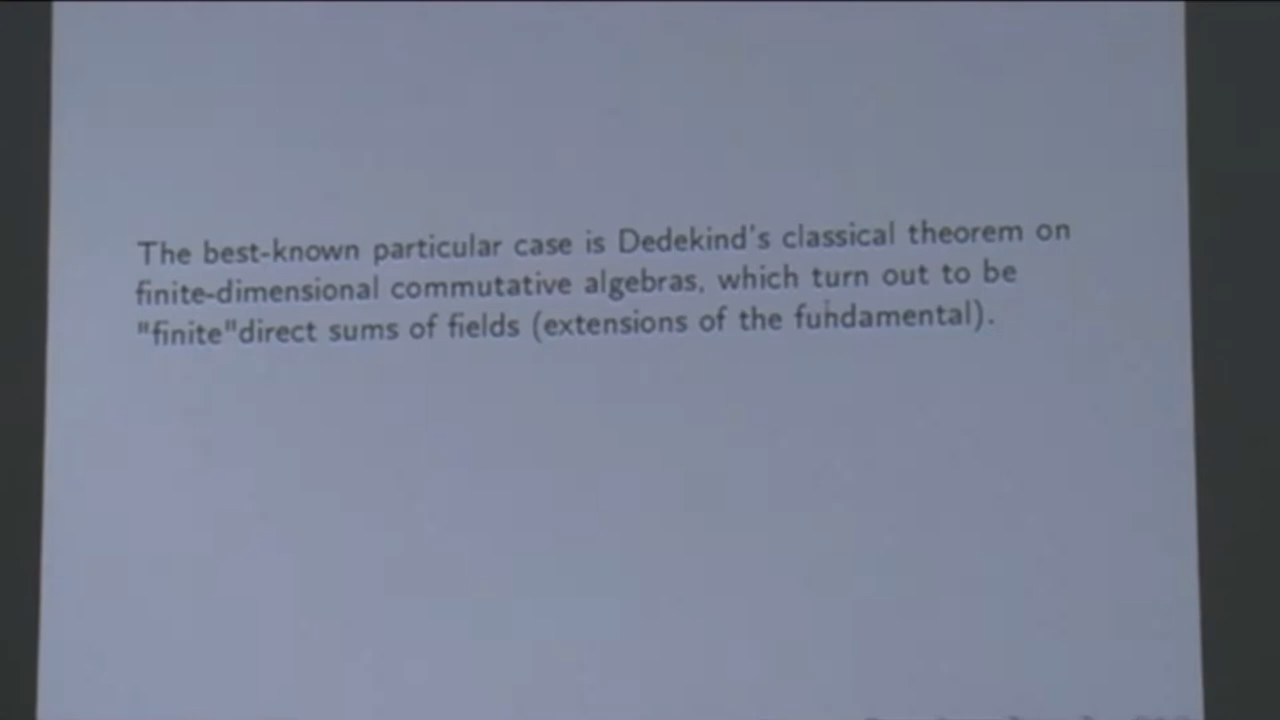 The best-known particular case is Dedekind's classical theorem on
finite-dimensional commutative algebras, which turn out to be
"finite"direct sums of fields (extensions of the fundamental).